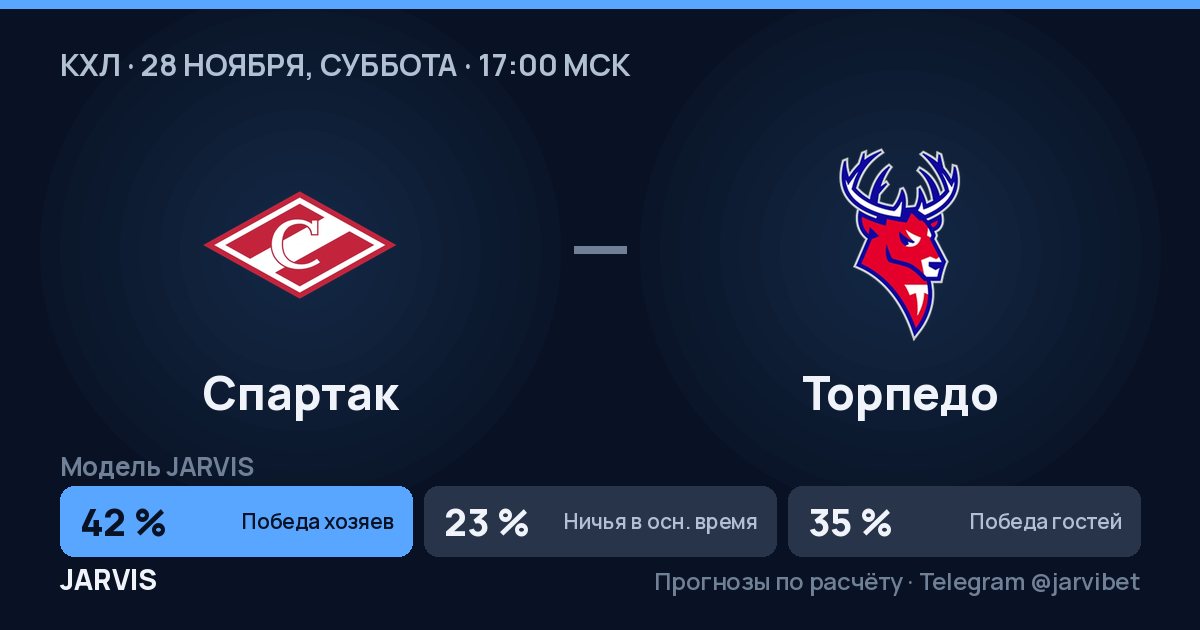 КХЛ · 28 НОЯБРЯ, СУББОТА · 17:00 МСК
С
Т
Спартак
Торпедо
Модель JARVIS
42 % Победа хозяев
23 % Ничья в осн. время
35 % Победа гостей
JARVIS
Прогнозы по расчёту · Telegram @jarvibet